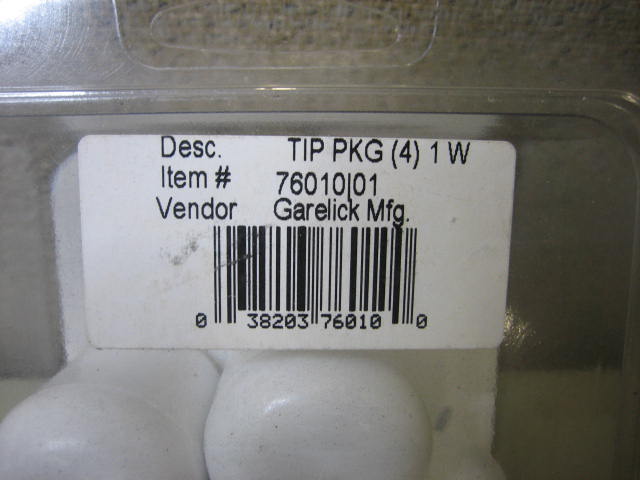 Desc. TIP PKG (4) 1 W
Item # 76010|01
Vendor Garelick Mfg.
0 38203 76010 0